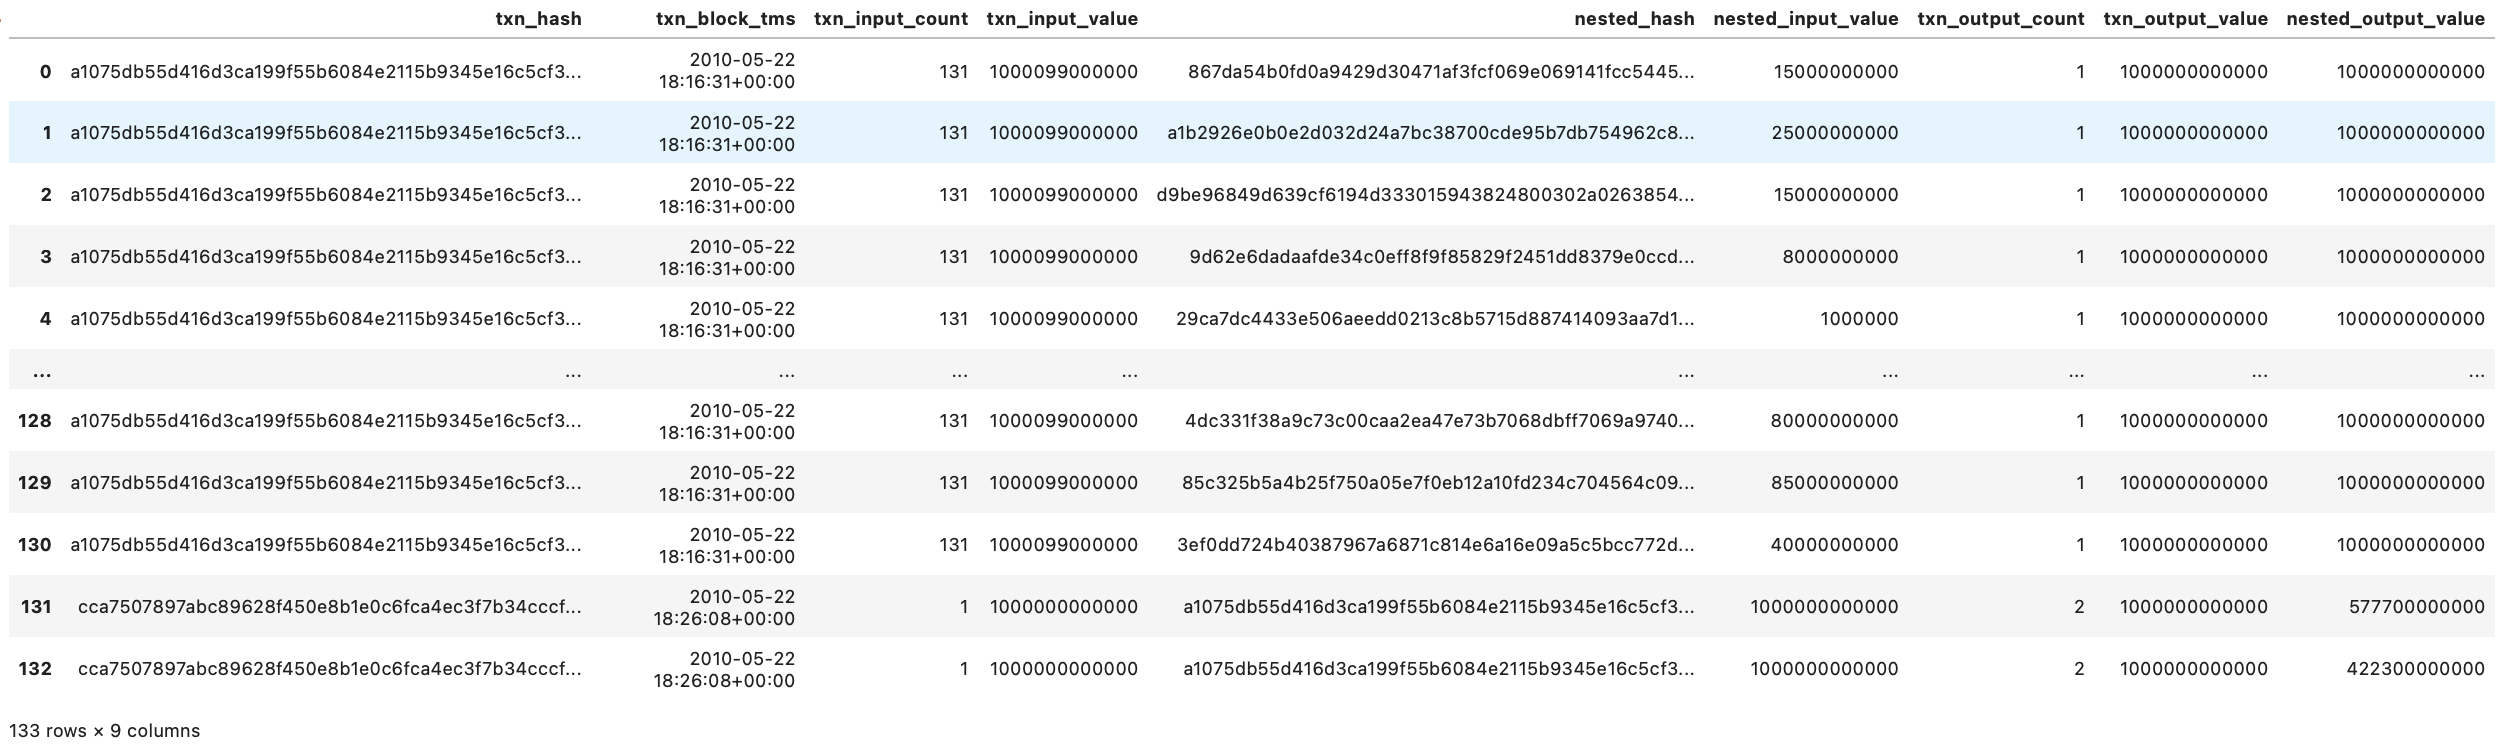 txn_hash txn_block_tms txn_input_count txn_input_value nested_hash nested_input_value txn_output_count txn_output_value nested_output_value
0 a1075db55d416d3ca199f55b6084e2115b9345e16c5cf3... 2010-05-22 18:16:31+00:00 131 1000099000000 867da54b0fd0a9429d30471af3fcf069e069141fcc5445... 15000000000 1 1000000000000 1000000000000
1 a1075db55d416d3ca199f55b6084e2115b9345e16c5cf3... 2010-05-22 18:16:31+00:00 131 1000099000000 a1b2926e0b0e2d032d24a7bc38700cde95b7db754962c8... 25000000000 1 1000000000000 1000000000000
2 a1075db55d416d3ca199f55b6084e2115b9345e16c5cf3... 2010-05-22 18:16:31+00:00 131 1000099000000 d9be96849d639cf6194d333015943824800302a0263854... 15000000000 1 1000000000000 1000000000000
3 a1075db55d416d3ca199f55b6084e2115b9345e16c5cf3... 2010-05-22 18:16:31+00:00 131 1000099000000 9d62e6dadaafde34c0eff8f9f85829f2451dd8379e0ccd... 8000000000 1 1000000000000 1000000000000
4 a1075db55d416d3ca199f55b6084e2115b9345e16c5cf3... 2010-05-22 18:16:31+00:00 131 1000099000000 29ca7dc4433e506aeedd0213c8b5715d887414093aa7d1... 1000000 1 1000000000000 1000000000000
... ... ... ... ... ... ... ... ... ...
128 a1075db55d416d3ca199f55b6084e2115b9345e16c5cf3... 2010-05-22 18:16:31+00:00 131 1000099000000 4dc331f38a9c73c00caa2ea47e73b7068dbff7069a9740... 80000000000 1 1000000000000 1000000000000
129 a1075db55d416d3ca199f55b6084e2115b9345e16c5cf3... 2010-05-22 18:16:31+00:00 131 1000099000000 85c325b5a4b25f750a05e7f0eb12a10fd234c704564c09... 85000000000 1 1000000000000 1000000000000
130 a1075db55d416d3ca199f55b6084e2115b9345e16c5cf3... 2010-05-22 18:16:31+00:00 131 1000099000000 3ef0dd724b40387967a6871c814e6a16e09a5c5bcc772d... 40000000000 1 1000000000000 1000000000000
131 cca7507897abc89628f450e8b1e0c6fca4ec3f7b34cccf... 2010-05-22 18:26:08+00:00 1 1000000000000 a1075db55d416d3ca199f55b6084e2115b9345e16c5cf3... 1000000000000 2 1000000000000 577700000000
132 cca7507897abc89628f450e8b1e0c6fca4ec3f7b34cccf... 2010-05-22 18:26:08+00:00 1 1000000000000 a1075db55d416d3ca199f55b6084e2115b9345e16c5cf3... 1000000000000 2 1000000000000 422300000000
133 rows × 9 columns